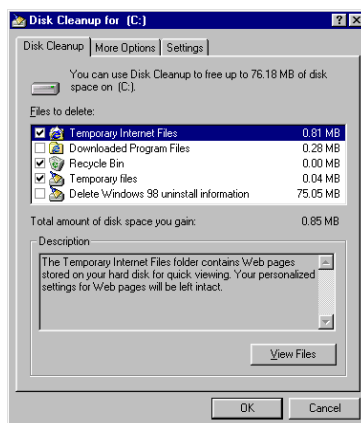 Disk Cleanup for (C:)
Disk Cleanup More Options Settings
You can use Disk Cleanup to free up to 76.18 MB of disk
space on (C:).
Files to delete:
Temporary Internet Files 0.81 MB
Downloaded Program Files 0.28 MB
Recycle Bin 0.00 MB
Temporary files 0.04 MB
Delete Windows 98 uninstall information 75.05 MB
Total amount of disk space you gain: 0.85 MB
Description
The Temporary Internet Files folder contains Web pages
stored on your hard disk for quick viewing. Your personalized
settings for Web pages will be left intact.
View Files
OK Cancel